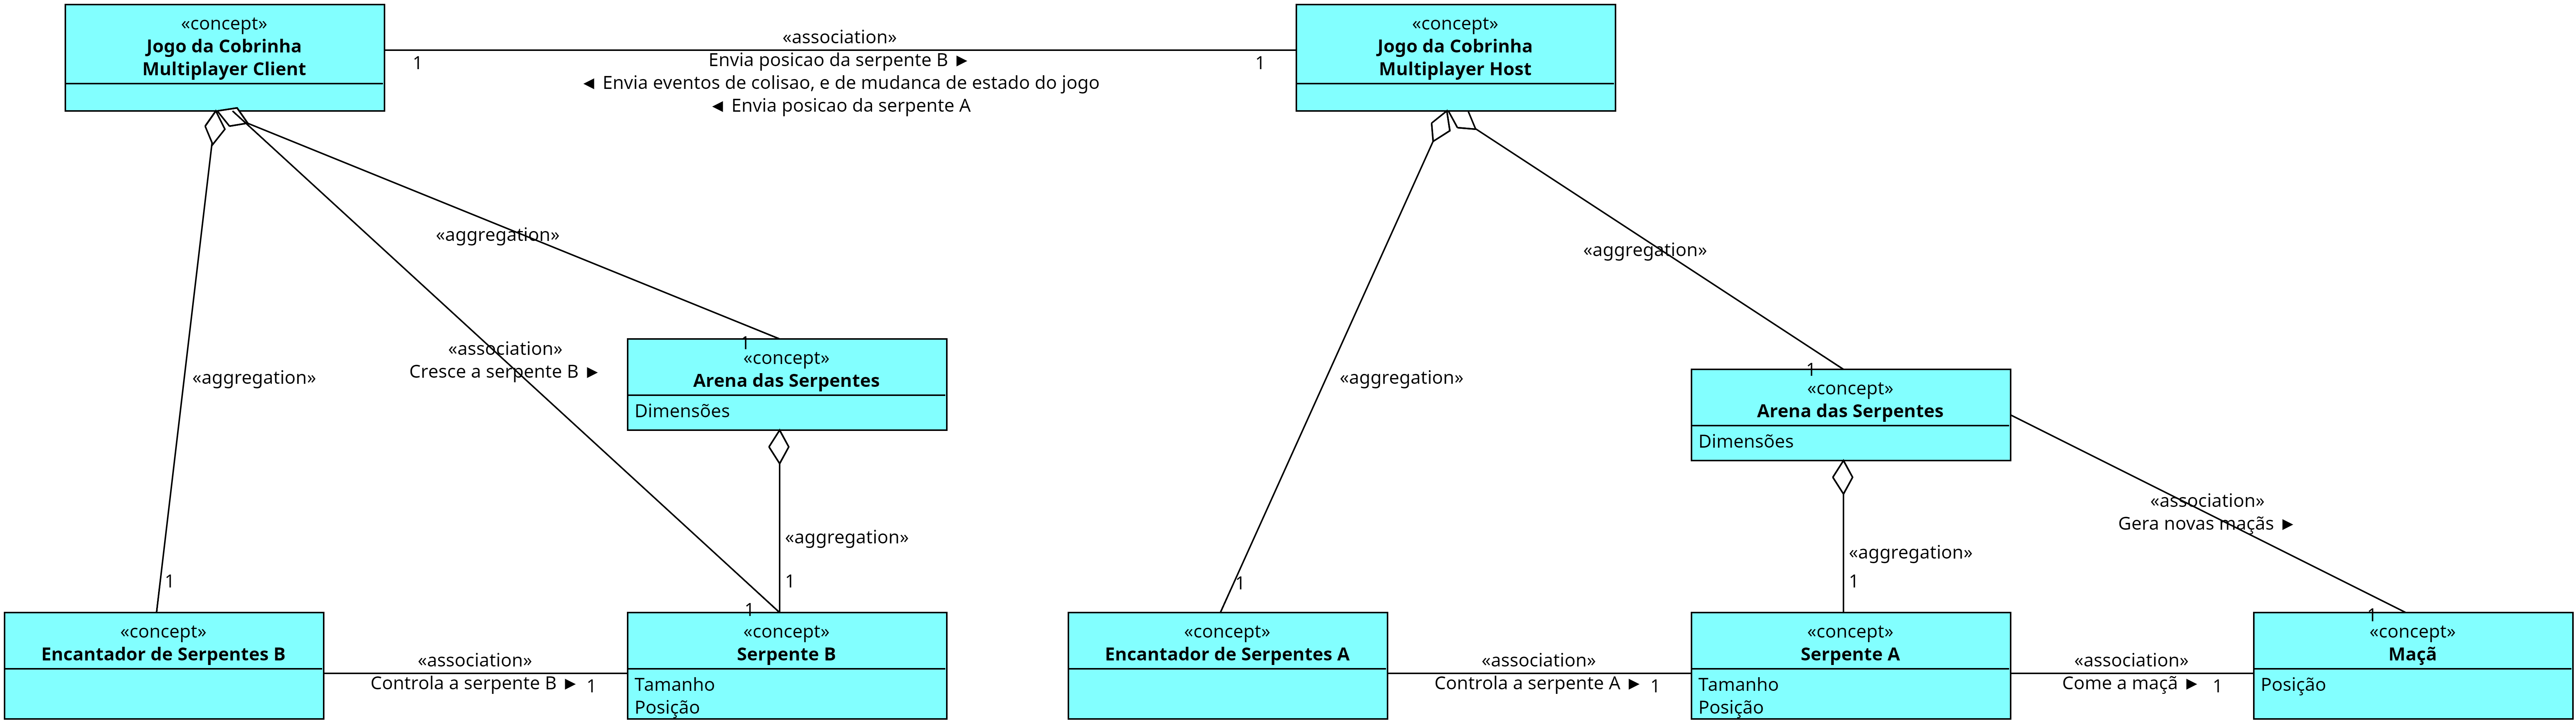 «concept»
Jogo da Cobrinha
Multiplayer Client
«association»
1
Envia posicao da serpente B ►
1
◄ Envia eventos de colisao, e de mudanca de estado do jogo
◄ Envia posicao da serpente A
«concept»
Jogo da Cobrinha
Multiplayer Host
«aggregation»
«aggregation»
«association»
Cresce a serpente B ►
1
«concept»
Arena das Serpentes
Dimensões
«aggregation»
«aggregation»
1
1
1
«concept»
Encantador de Serpentes B
«association»
Controla a serpente B ►
1
«concept»
Serpente B
Tamanho
Posição
«aggregation»
«aggregation»
1
«concept»
Arena das Serpentes
Dimensões
«association»
Gera novas maçãs ►
«aggregation»
1
1
1
«concept»
Encantador de Serpentes A
«association»
Controla a serpente A ►
1
«concept»
Serpente A
Tamanho
Posição
«association»
Come a maçã ►
1
«concept»
Maçã
Posição